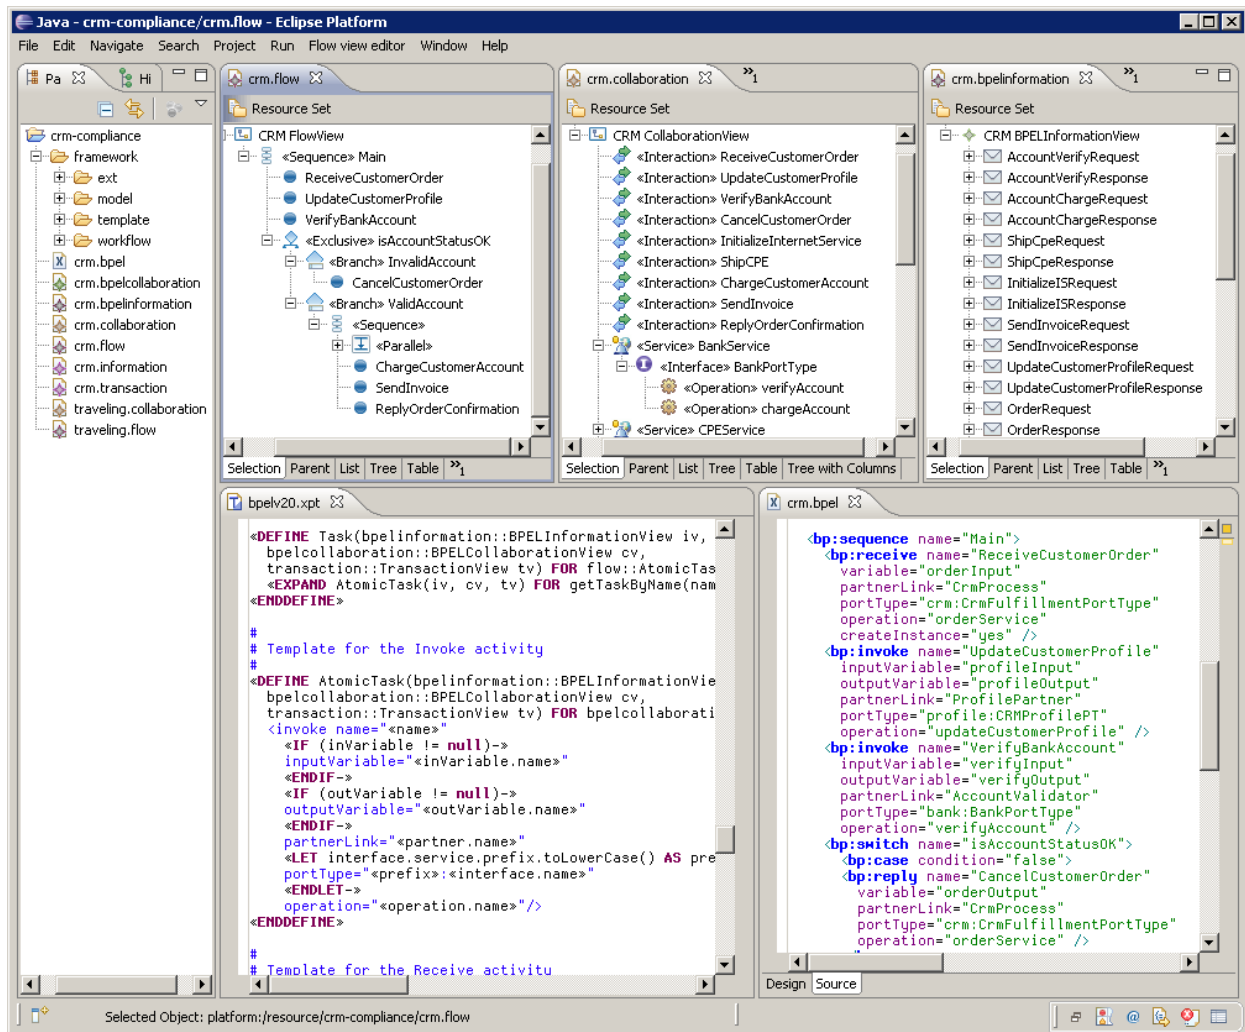 Java - crm-compliance/crm.flow - Eclipse Platform
File Edit Navigate Search Project Run Flow view editor Window Help
Pa Hi
crm-compliance
framework
ext
model
template
workflow
crm.bpel
crm.bpelcollaboration
crm.bpelinformation
crm.collaboration
crm.flow
crm.information
crm.transaction
traveling.collaboration
traveling.flow
crm.flow
Resource Set
CRM FlowView
«Sequence» Main
ReceiveCustomerOrder
UpdateCustomerProfile
VerifyBankAccount
«Exclusive» isAccountStatusOK
«Branch» InvalidAccount
CancelCustomerOrder
«Branch» ValidAccount
«Sequence»
«Parallel»
ChargeCustomerAccount
SendInvoice
ReplyOrderConfirmation
Selection Parent List Tree Table »1
crm.collaboration »1
Resource Set
CRM CollaborationView
«Interaction» ReceiveCustomerOrder
«Interaction» UpdateCustomerProfile
«Interaction» VerifyBankAccount
«Interaction» CancelCustomerOrder
«Interaction» InitializeInternetService
«Interaction» ShipCPE
«Interaction» ChargeCustomerAccount
«Interaction» SendInvoice
«Interaction» ReplyOrderConfirmation
«Service» BankService
«Interface» BankPortType
«Operation» verifyAccount
«Operation» chargeAccount
«Service» CPEService
Selection Parent List Tree Table Tree with Columns
crm.bpelinformation »1
Resource Set
CRM BPELInformationView
AccountVerifyRequest
AccountVerifyResponse
AccountChargeRequest
AccountChargeResponse
ShipCpeRequest
ShipCpeResponse
InitializeISRequest
InitializeISResponse
SendInvoiceRequest
SendInvoiceResponse
UpdateCustomerProfileRequest
UpdateCustomerProfileResponse
OrderRequest
OrderResponse
Selection Parent List Tree Table »1
bpelv20.xpt
«DEFINE Task(bpelinformation::BPELInformationView iv,
bpelcollaboration::BPELCollaborationView cv,
transaction::TransactionView tv) FOR flow::AtomicTas
«EXPAND AtomicTask(iv, cv, tv) FOR getTaskByName(nam
«ENDDEFINE»
#
# Template for the Invoke activity
#
«DEFINE AtomicTask(bpelinformation::BPELInformationVie
bpelcollaboration::BPELCollaborationView cv,
transaction::TransactionView tv) FOR bpelcollaborati
<invoke name="«name»"
«IF (inVariable != null)-»
inputVariable="«inVariable.name»"
«ENDIF-»
«IF (outVariable != null)-»
outputVariable="«outVariable.name»"
«ENDIF-»
partnerLink="«partner.name»"
«LET interface.service.prefix.toLowerCase() AS pre
portType="«prefix»:«interface.name»"
«ENDLET-»
operation="«operation.name»"/>
«ENDDEFINE»
#
# Template for the Receive activity
crm.bpel
<bp:sequence name="Main">
<bp:receive name="ReceiveCustomerOrder"
variable="orderInput"
partnerLink="CrmProcess"
portType="crm:CrmFulfillmentPortType"
operation="orderService"
createInstance="yes" />
<bp:invoke name="UpdateCustomerProfile"
inputVariable="profileInput"
outputVariable="profileOutput"
partnerLink="ProfilePartner"
portType="profile:CRMProfilePT"
operation="updateCustomerProfile" />
<bp:invoke name="VerifyBankAccount"
inputVariable="verifyInput"
outputVariable="verifyOutput"
partnerLink="AccountValidator"
portType="bank:BankPortType"
operation="verifyAccount" />
<bp:switch name="isAccountStatusOK">
<bp:case condition="false">
<bp:reply name="CancelCustomerOrder"
variable="orderOutput"
partnerLink="CrmProcess"
portType="crm:CrmFulfillmentPortType"
operation="orderService" />
Design Source
Selected Object: platform:/resource/crm-compliance/crm.flow